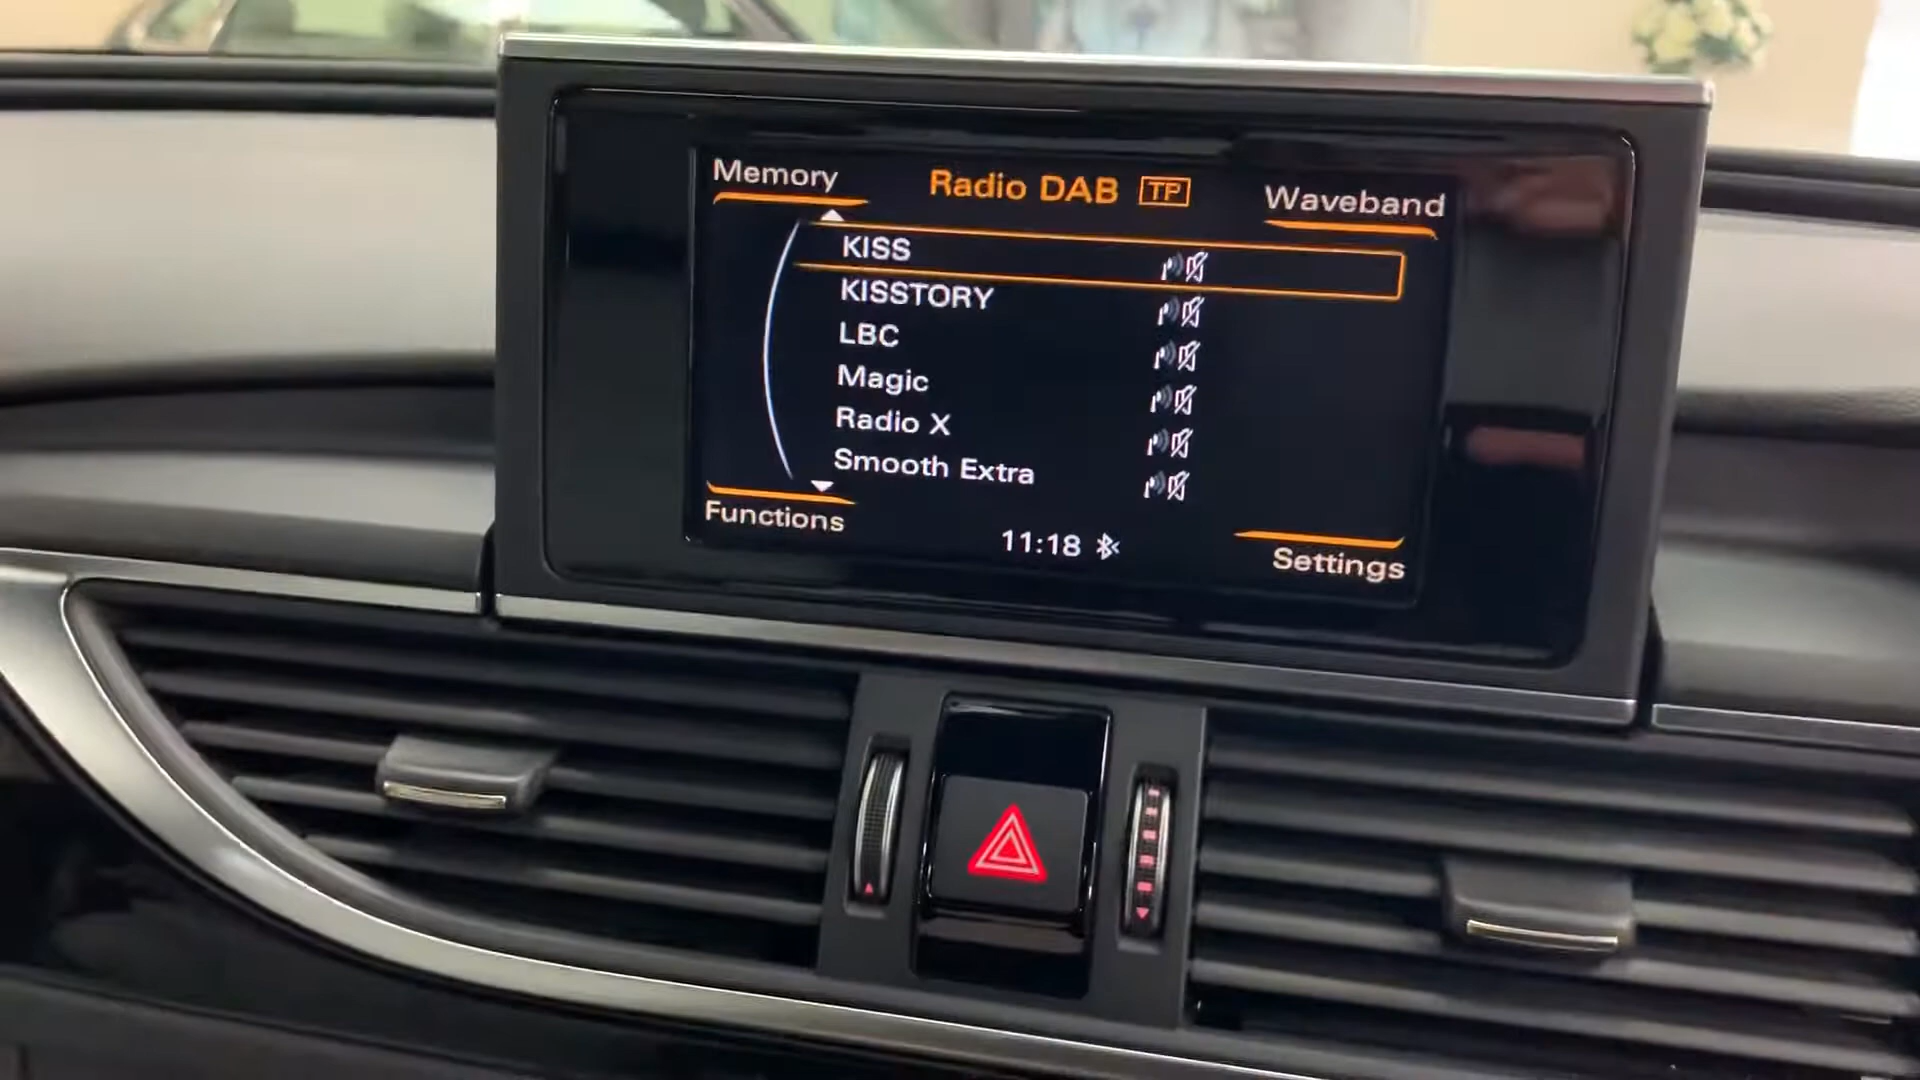 Memory
Radio DAB TP
Waveband
KISS
KISSTORY
LBC
Magic
Radio X
Smooth Extra
Functions
11:18
Settings